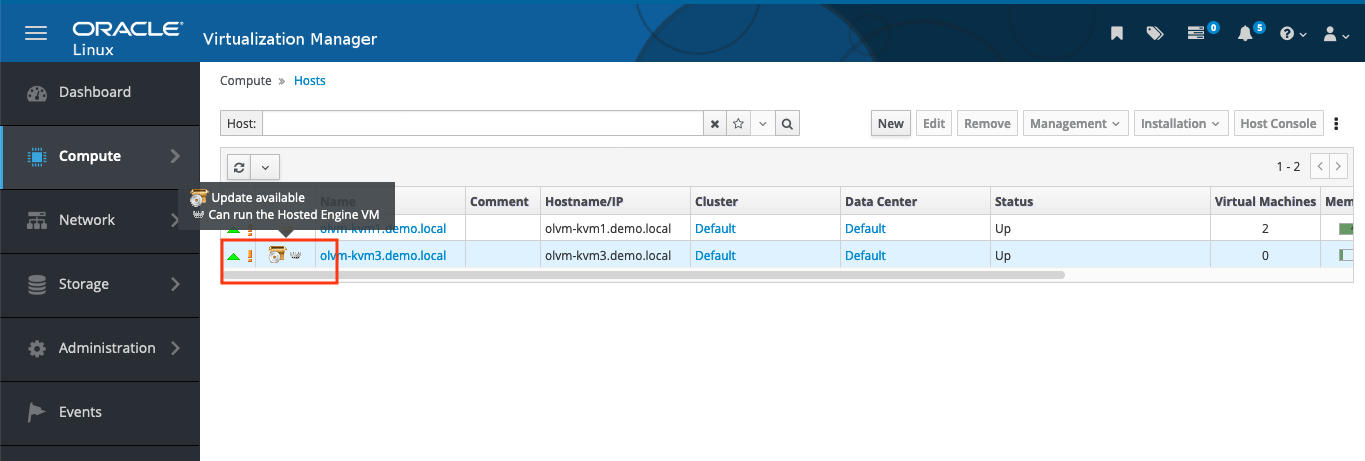 ORACLE
Linux
Virtualization Manager
0
5
Dashboard
Compute
Network
Storage
Administration
Events
Compute » Hosts
Host:
New
Edit
Remove
Management
Installation
Host Console
1 - 2
Update available
Can run the Hosted Engine VM
Name Comment Hostname/IP Cluster Data Center Status Virtual Machines Mem
olvm-kvm1.demo.local olvm-kvm1.demo.local Default Default Up 2
olvm-kvm3.demo.local olvm-kvm3.demo.local Default Default Up 0